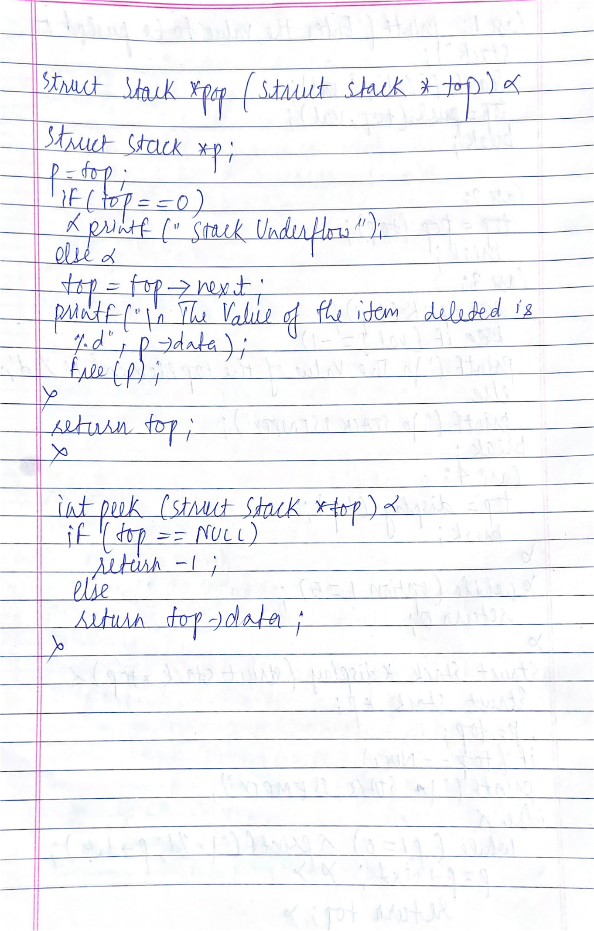 struct stack *pop (struct stack * top) {
struct stack *p;
p = top;
if (top == 0)
{ printf (" Stack Underflow");
else {
top = top -> next;
printf ("\n The Value of the item deleted is
%d", p ->data);
free (p);
}
return top;
}
int peek (struct stack *top) {
if (top == NULL)
return -1;
else
return top ->data;
}